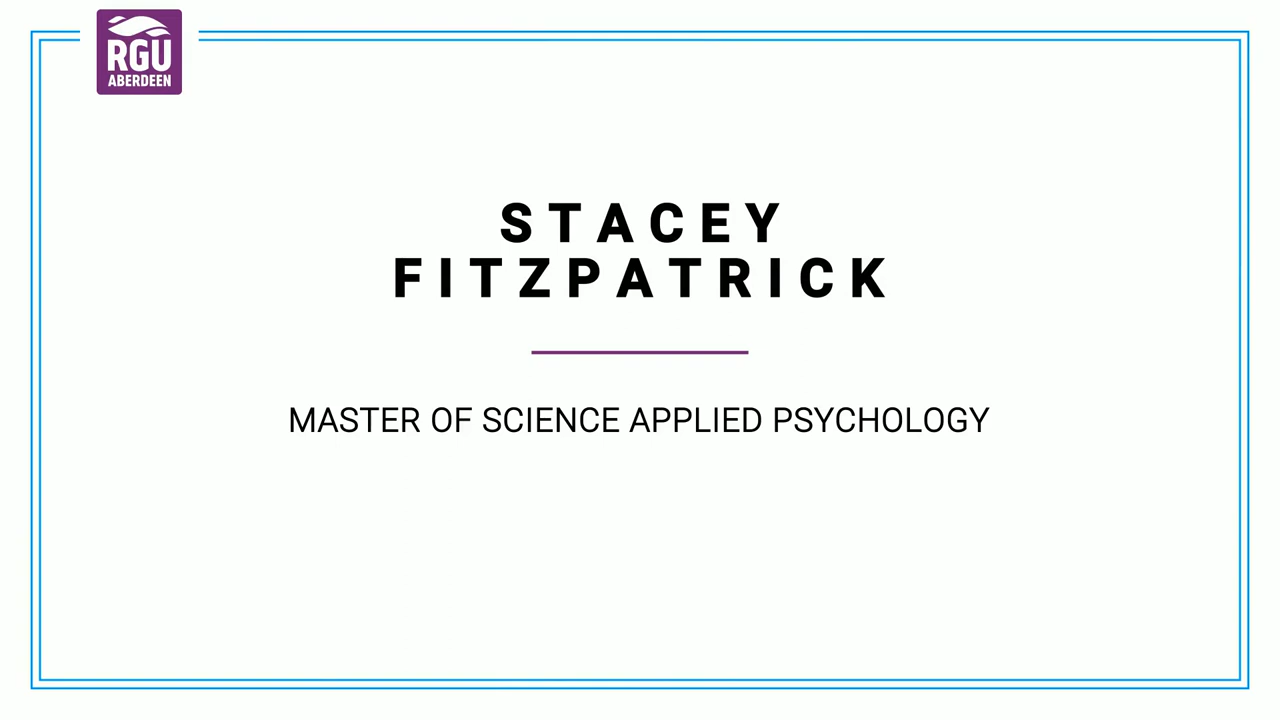 RGU
ABERDEEN
STACEY
FITZPATRICK
MASTER OF SCIENCE APPLIED PSYCHOLOGY